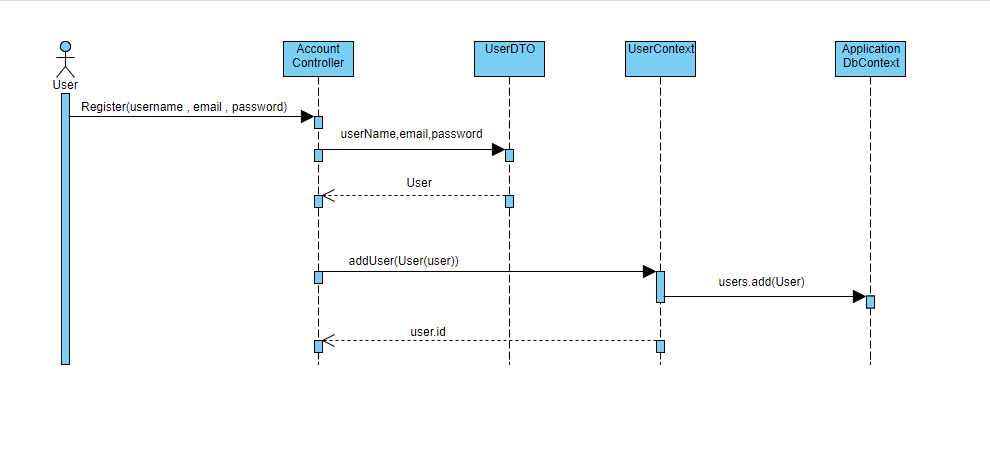 Account
Controller
UserDTO
UserContext
Application
DbContext
User
Register(username , email , password)
userName,email,password
User
addUser(User(user))
users.add(User)
user.id